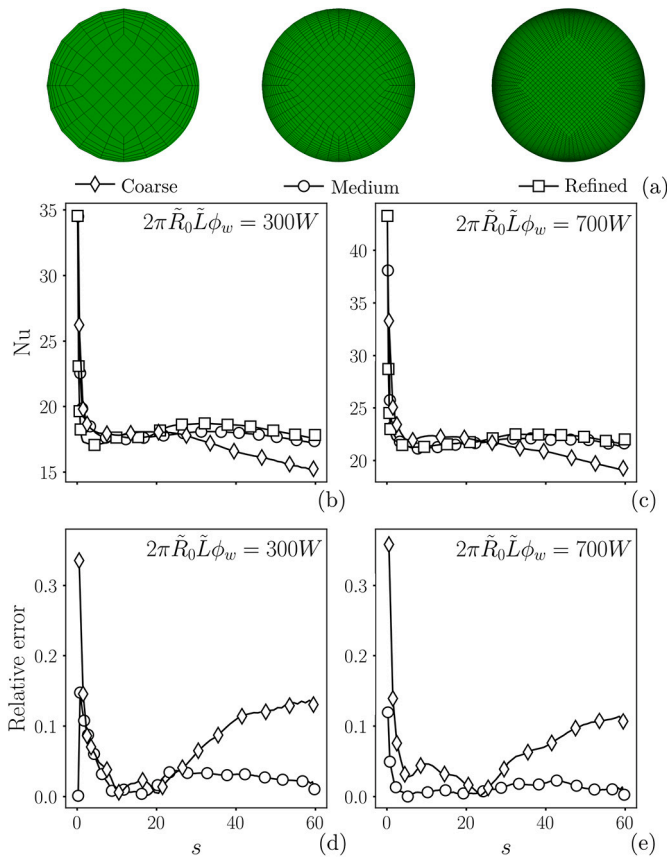 Coarse Medium Refined (a)
35 30 25 20 15
Nu
2πR̃₀L̃ϕ_w = 300W
(b)
40 35 30 25 20
2πR̃₀L̃ϕ_w = 700W
(c)
0.3 0.2 0.1 0.0
Relative error
2πR̃₀L̃ϕ_w = 300W
0 20 40 60
s
(d)
0.3 0.2 0.1 0.0
2πR̃₀L̃ϕ_w = 700W
0 20 40 60
s
(e)